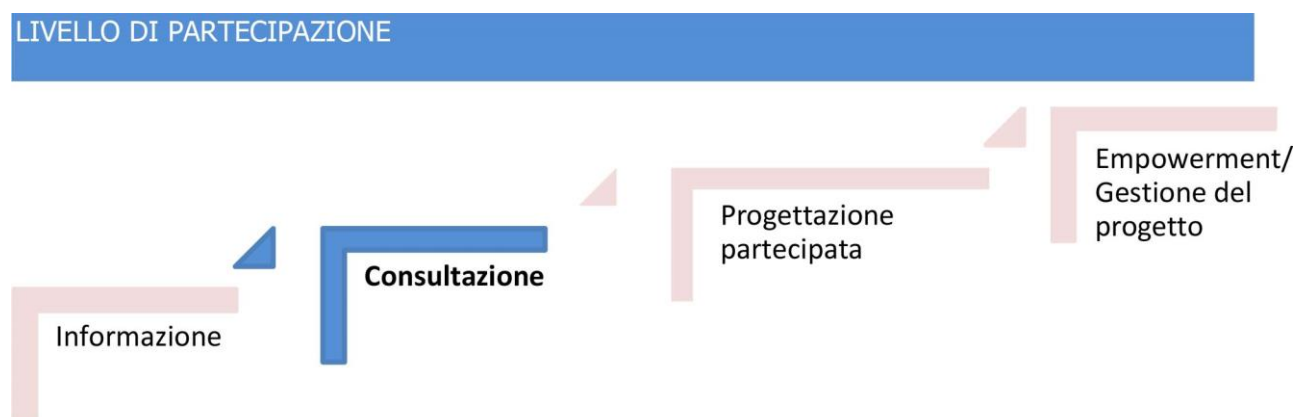 LIVELLO DI PARTECIPAZIONE
Informazione
Consultazione
Progettazione
partecipata
Empowerment/
Gestione del
progetto